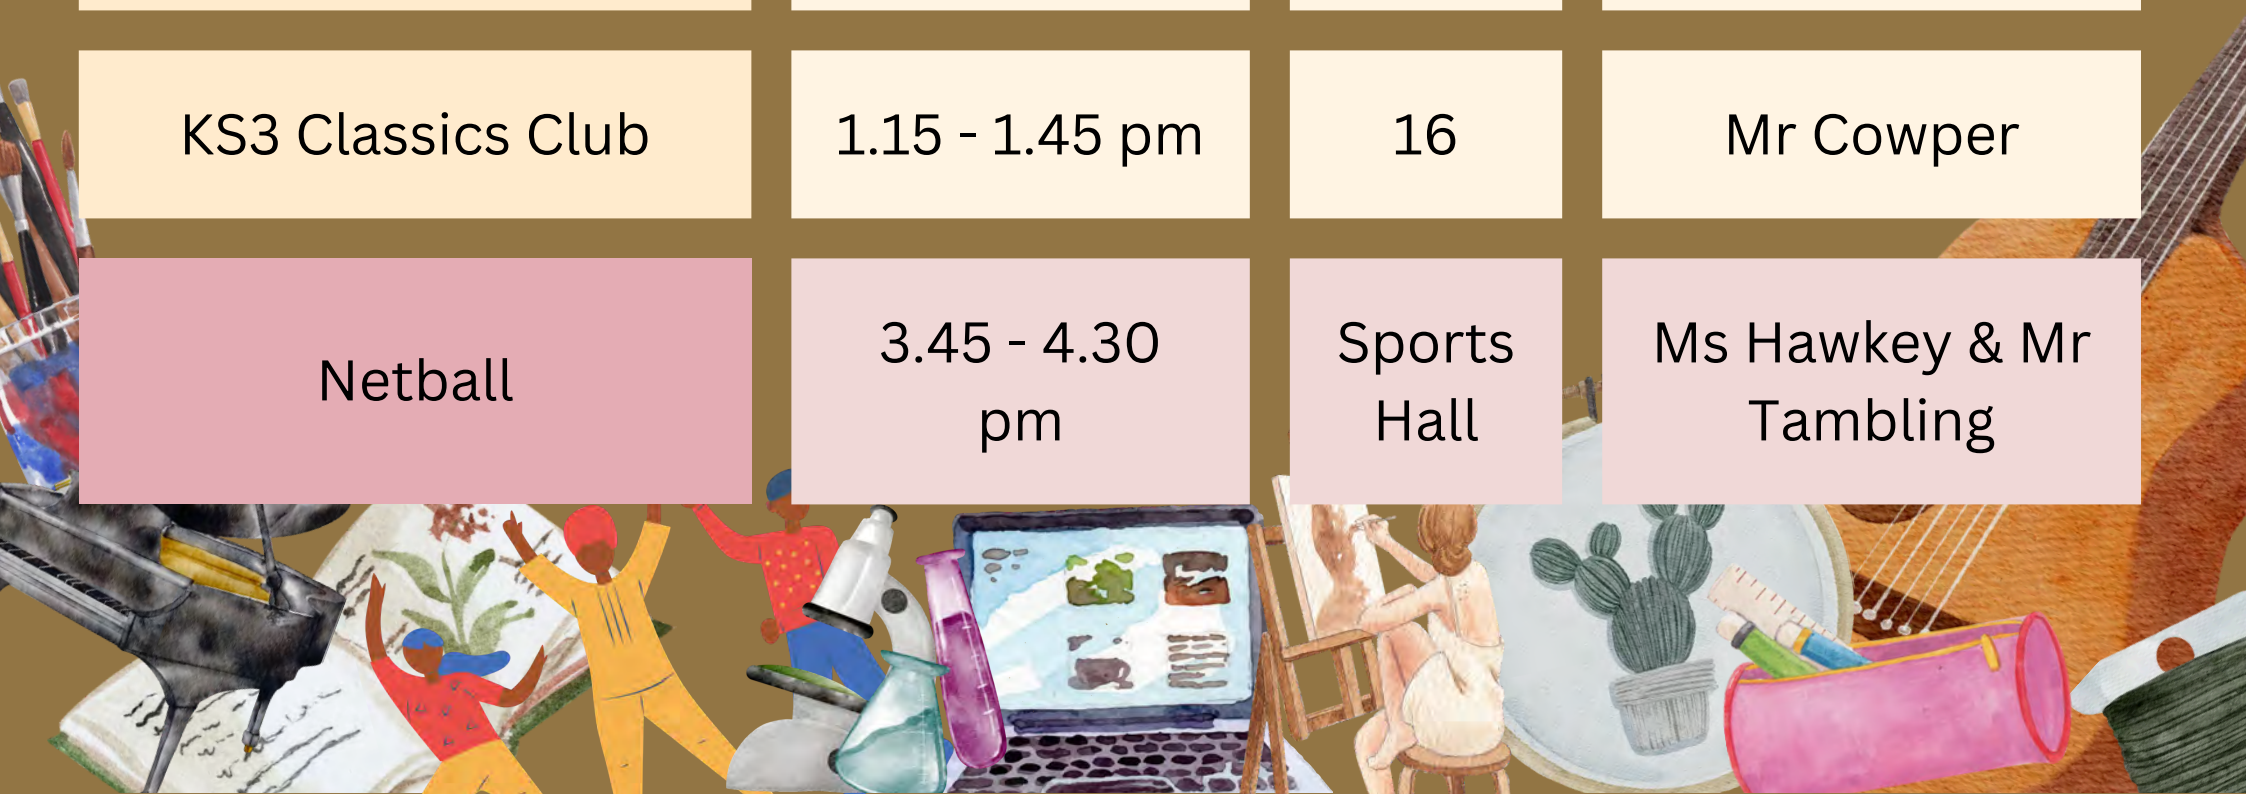 KS3 Classics Club 1.15 - 1.45 pm 16 Mr Cowper
Netball
3.45 - 4.30
pm
Sports
Hall
Ms Hawkey & Mr
Tambling